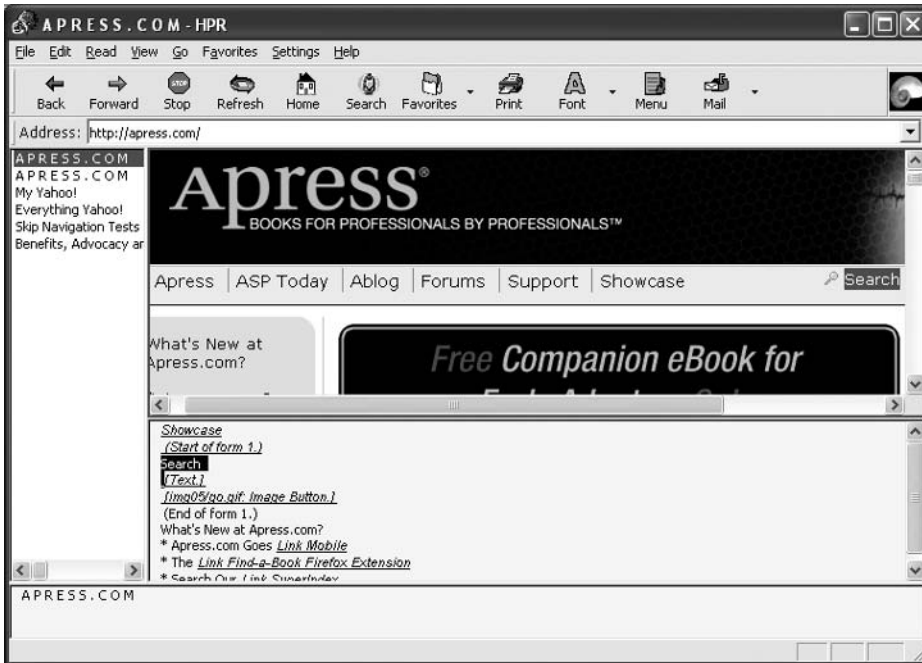 APRESS.COM - HPR
File Edit Read View Go Favorites Settings Help
STOP
Back Forward Stop Refresh Home Search Favorites Print Font Menu Mail
Address: http://apress.com/
APRESS.COM
APRESS.COM
My Yahoo!
Everything Yahoo!
Skip Navigation Tests
Benefits, Advocacy ar
Apress®
BOOKS FOR PROFESSIONALS BY PROFESSIONALS™
Apress | ASP Today | Ablog | Forums | Support | Showcase Search
What's New at
Apress.com?
Free Companion eBook for
Showcase
(Start of form 1.)
Search
[Text.]
[img05/go.gif: Image Button.]
(End of form 1.)
What's New at Apress.com?
* Apress.com Goes Link Mobile
* The Link Find-a-Book Firefox Extension
* Search Our Link SuperIndex
APRESS.COM